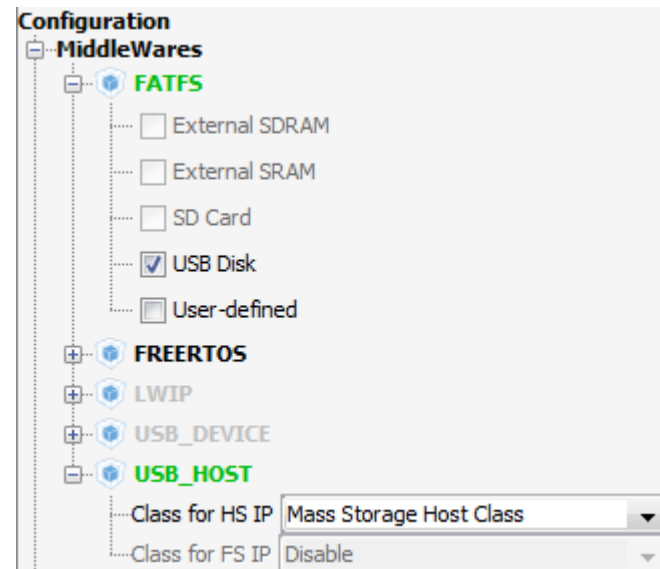 Configuration
MiddleWares
FATFS
External SDRAM
External SRAM
SD Card
USB Disk
User-defined
FREERTOS
LWIP
USB_DEVICE
USB_HOST
Class for HS IP Mass Storage Host Class
Class for FS IP Disable